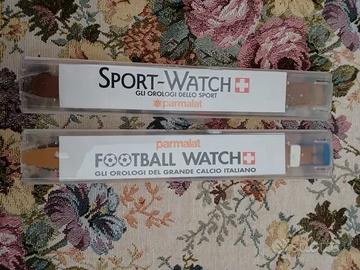 SPORT-WATCH
GLI OROLOGI DELLO SPORT
parmalat
parmalat
FOOTBALL WATCH
GLI OROLOGI DEL GRANDE CALCIO ITALIANO